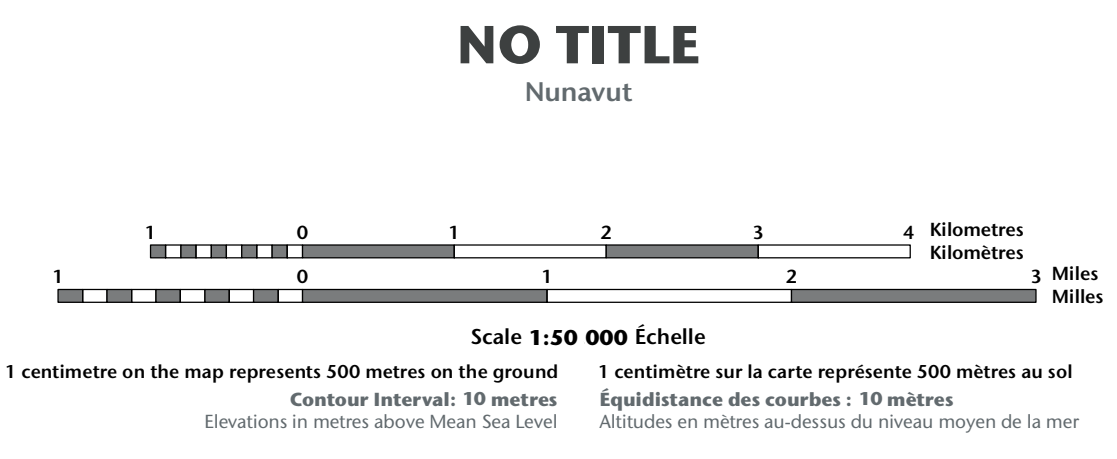 NO TITLE
Nunavut
1 0 1 2 3 4 Kilometres
Kilomètres
1 0 1 2 3 Miles
Milles
Scale 1:50 000 Échelle
1 centimetre on the map represents 500 metres on the ground
1 centimètre sur la carte représente 500 mètres au sol
Contour Interval: 10 metres
Équidistance des courbes : 10 mètres
Elevations in metres above Mean Sea Level
Altitudes en mètres au-dessus du niveau moyen de la mer